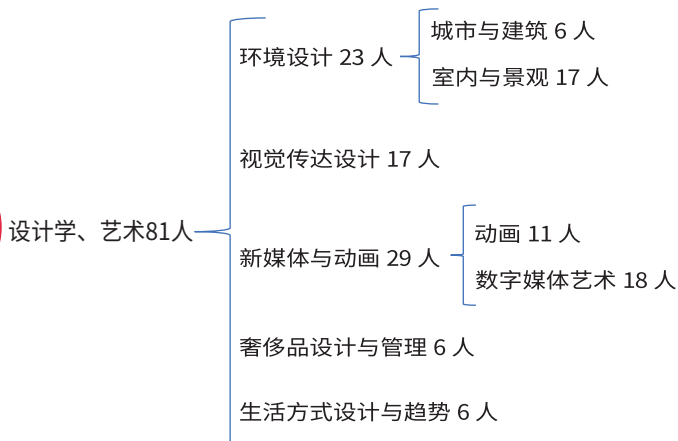 设计学、艺术81人
环境设计 23 人
城市与建筑 6 人
室内与景观 17 人
视觉传达设计 17 人
新媒体与动画 29 人
动画 11 人
数字媒体艺术 18 人
奢侈品设计与管理 6 人
生活方式设计与趋势 6 人